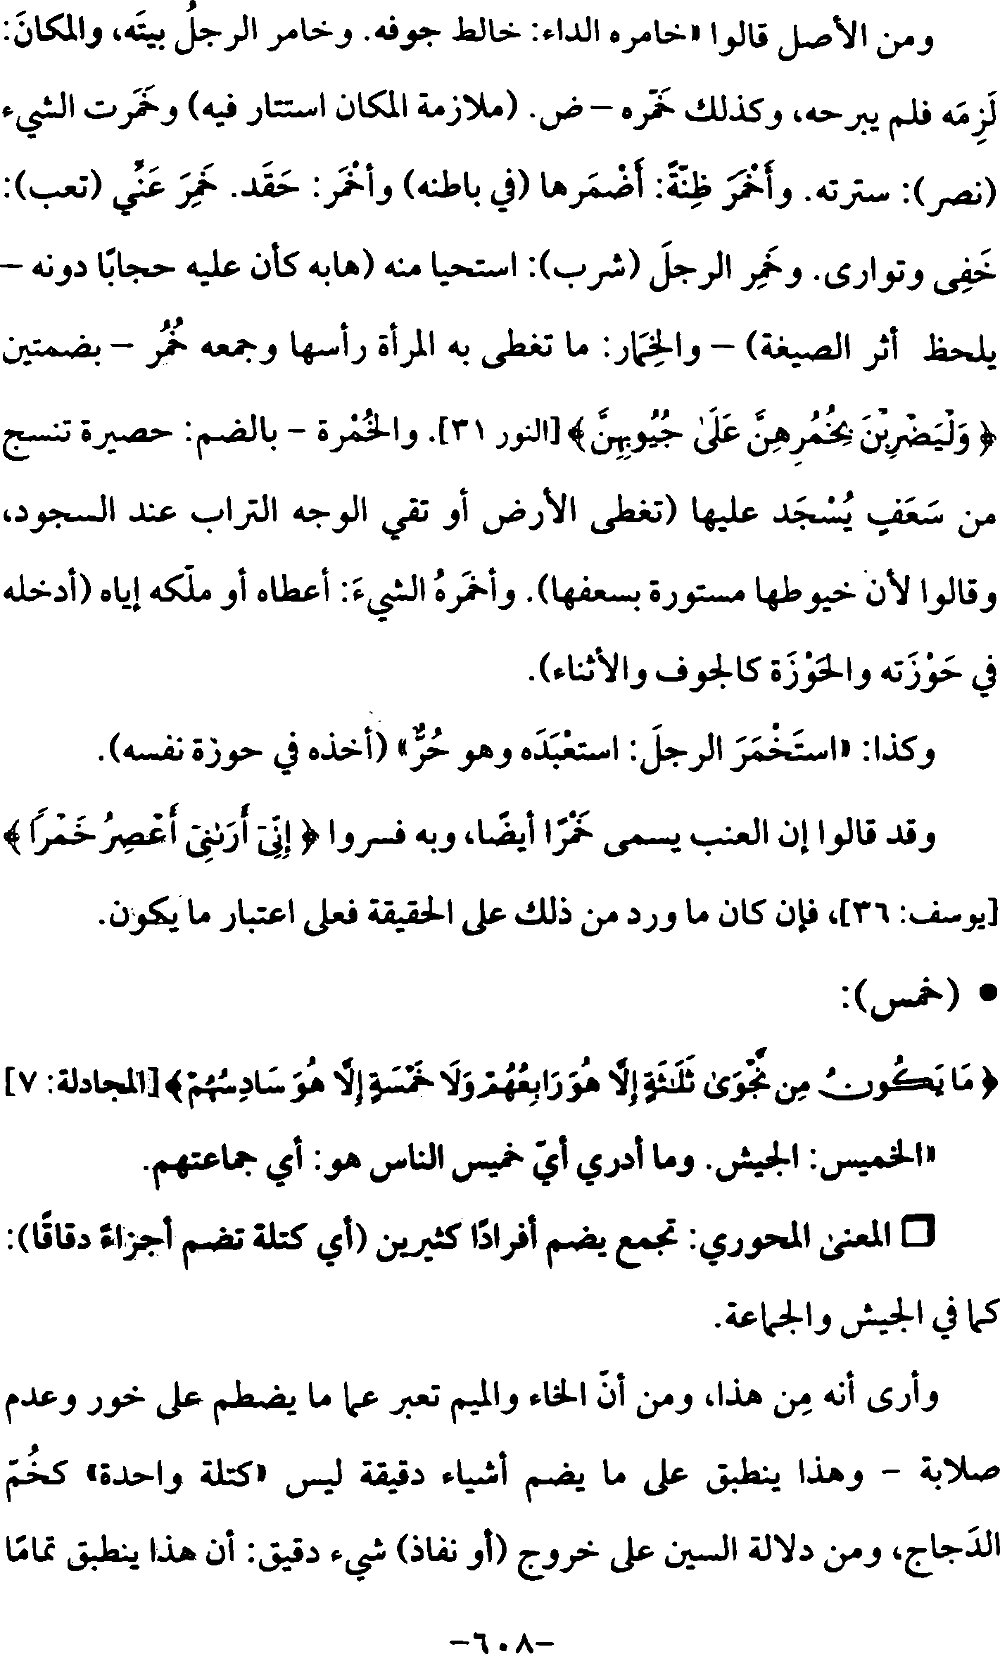 ومن الأصل قالوا «خامره الداء: خالط جوفه. وخامر الرجلُ بيتَه، والمكانَ:
لَزِمَه فلم يبرحه، وكذلك خَمّره – ض. (ملازمة المكان استتار فيه) وخَمَرت الشيء
(نصر): سترته. وأَخْمَرَ ظِنّةً: أَضْمَرها (في باطنه) وأخْمَر: حَقَد. خَمِرَ عَنِّي (تعب):
خَفِى وتوارى. وخَمِر الرجلَ (شرب): استحيا منه (هابه كأن عليه حجابًا دونه –
يلحظ أثر الصيغة) – والخِمَار: ما تغطى به المرأة رأسها وجمعه خُمُر – بضمتين
﴿وَلْيَضْرِبْنَ بِخُمُرِهِنَّ عَلَىٰ جُيُوبِهِنَّ﴾ [النور ٣١]. والخُمْرة – بالضم: حصيرة تنسج
من سَعَفٍ يُسْجَد عليها (تغطى الأرض أو تقي الوجه التراب عند السجود،
وقالوا لأن خيوطها مستورة بسعفها). وأخمَرهُ الشيءَ: أعطاه أو ملّكه إياه (أدخله
في حَوْزَته والحَوْزَة كالجوف والأثناء).
وكذا: «استَخْمَرَ الرجلَ: استعْبَدَه وهو حُرٌّ» (أخذه في حوزة نفسه).
وقد قالوا إن العنب يسمى خَمْرًا أيضًا، وبه فسروا ﴿إِنِّىٓ أَرَىٰنِىٓ أَعْصِرُ خَمْرًا﴾
[يوسف: ٣٦]، فإن كان ما ورد من ذلك على الحقيقة فعلى اعتبار ما يكون.
• (خمس):
﴿مَا يَكُونُ مِن نَّجْوَىٰ ثَلَـٰثَةٍ إِلَّا هُوَ رَابِعُهُمْ وَلَا خَمْسَةٍ إِلَّا هُوَ سَادِسُهُمْ﴾ [المجادلة: ٧]
«الخميس: الجيش. وما أدري أيّ خميس الناس هو: أي جماعتهم.
❒ المعنى المحوري: تجمع يضم أفرادًا كثيرين (أي كتلة تضم أجزاءً دقاقًا):
كما في الجيش والجماعة.
وأرى أنه مِن هذا، ومن أنّ الخاء والميم تعبر عما ما يضطم على خور وعدم
صلابة – وهذا ينطبق على ما يضم أشياء دقيقة ليس «كتلة واحدة» كخُمّ
الدَجاج، ومن دلالة السين على خروج (أو نفاذ) شيء دقيق: أن هذا ينطبق تمامًا
–٦٠٨–